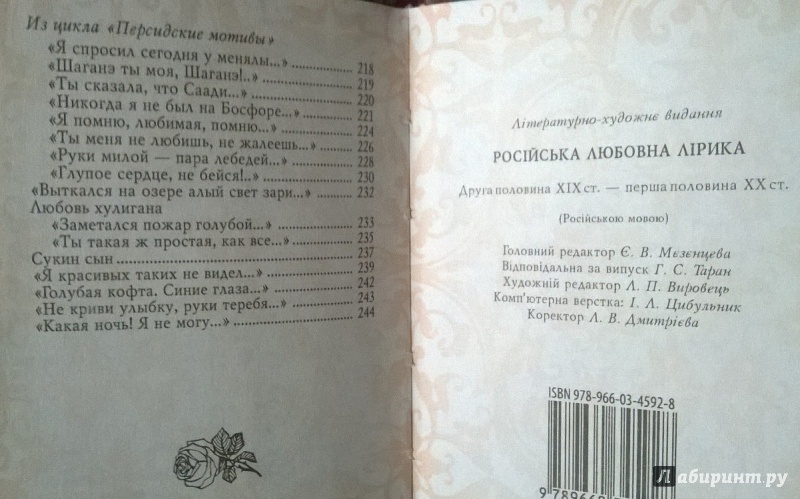 Из цикла «Персидские мотивы»
«Я спросил сегодня у менялы...» 218
«Шаганэ ты моя, Шаганэ!..» 219
«Ты сказала, что Саади...» 220
«Никогда я не был на Босфоре...» 221
«Я помню, любимая, помню...» 224
«Ты меня не любишь, не жалеешь...» 226
«Руки милой — пара лебедей...» 228
«Глупое сердце, не бейся!..» 230
«Выткался на озере алый свет зари...» 232
Любовь хулигана
«Заметался пожар голубой...» 233
«Ты такая ж простая, как все...» 235
Сукин сын 237
«Я красивых таких не видел...» 239
«Голубая кофта. Синие глаза...» 242
«Не криви улыбку, руки теребя...» 243
«Какая ночь! Я не могу...» 244
Літературно-художнє видання
РОСІЙСЬКА ЛЮБОВНА ЛІРИКА
Друга половина XIX ст. — перша половина XX ст.
(Російською мовою)
Головний редактор Є. В. Мезенцева
Відповідальна за випуск Г. С. Таран
Художній редактор Л. П. Вировець
Комп'ютерна верстка: І. Л. Цибульник
Коректор Л. В. Дмитрієва
ISBN 978-966-03-4592-8
9 78966
Лабиринт.ру